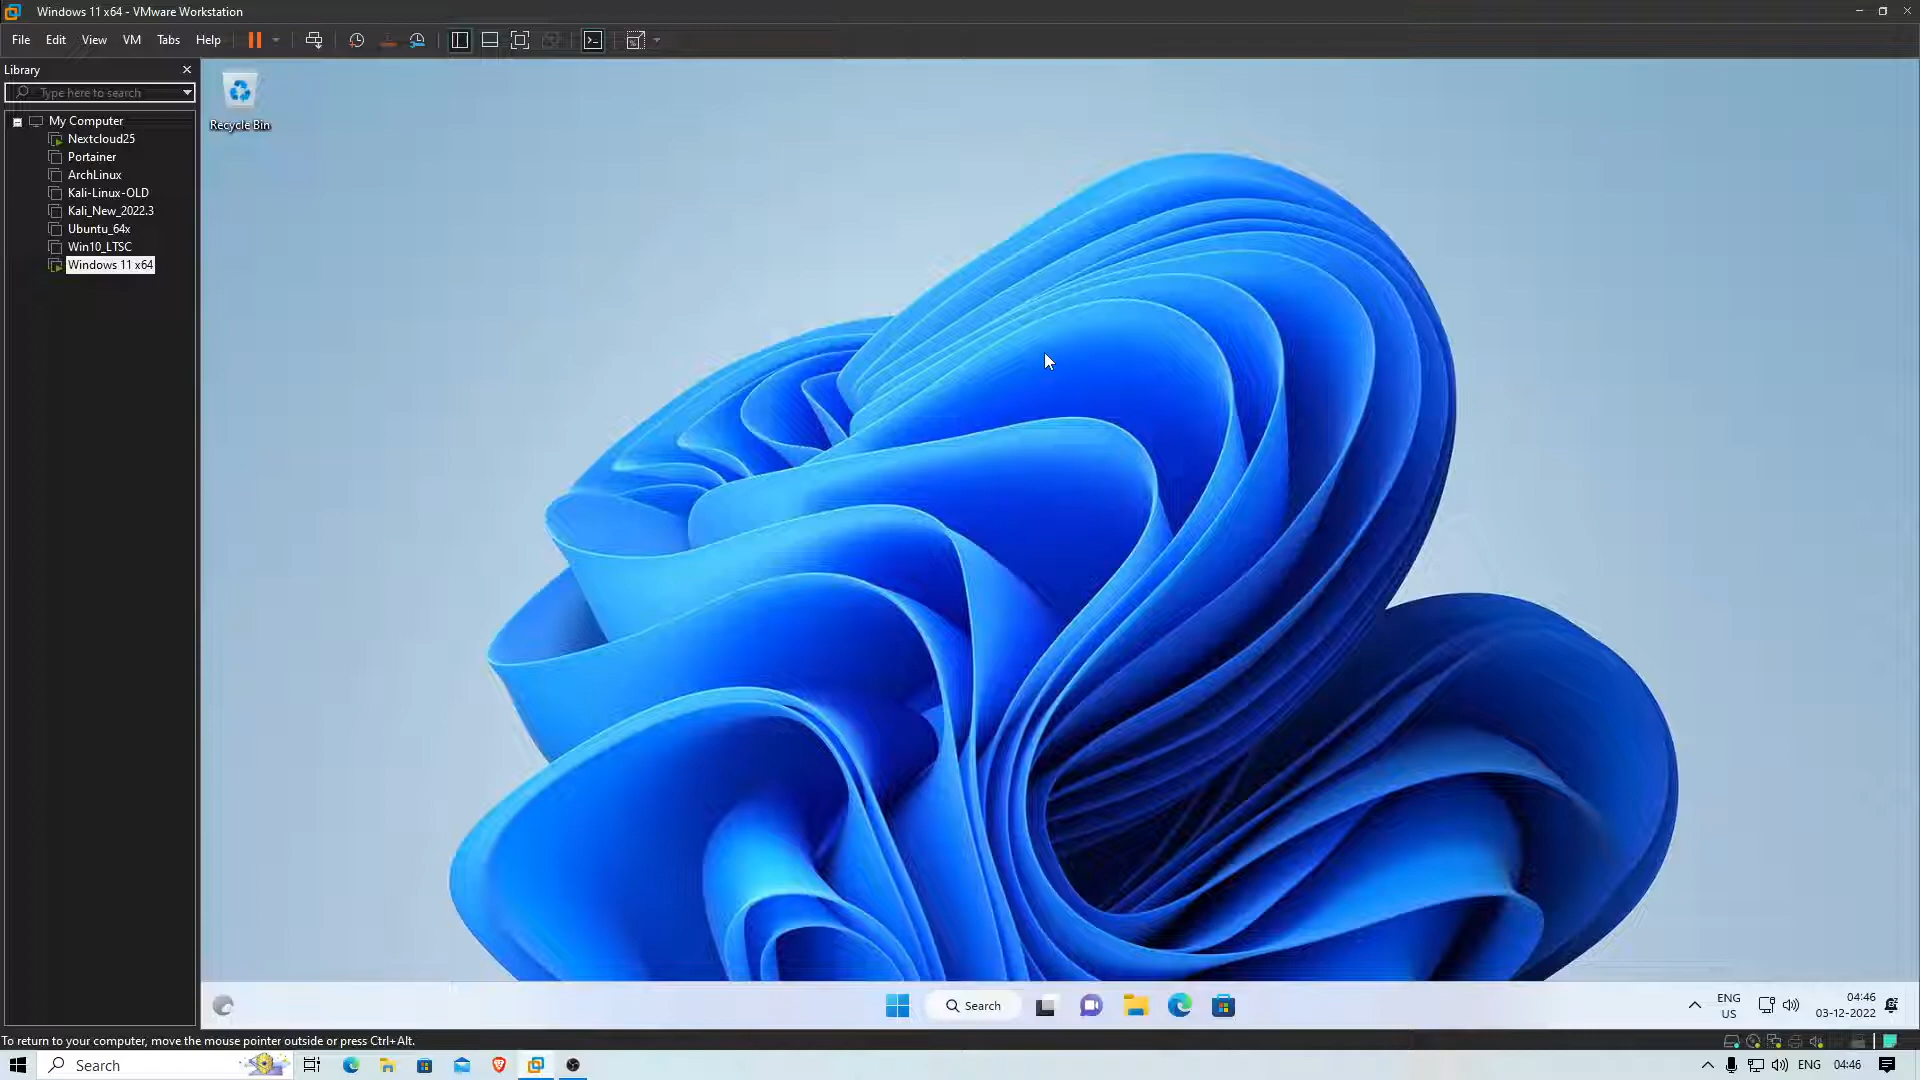 Windows 11 x64 - VMware Workstation
File Edit View VM Tabs Help
Library
Type here to search
My Computer
Nextcloud25
Portainer
ArchLinux
Kali-Linux-OLD
Kali_New_2022.3
Ubuntu_64x
Win10_LTSC
Windows 11 x64
Recycle Bin
Search
ENG
US
04:46
03-12-2022
To return to your computer, move the mouse pointer outside or press Ctrl+Alt.
Search
ENG 04:46